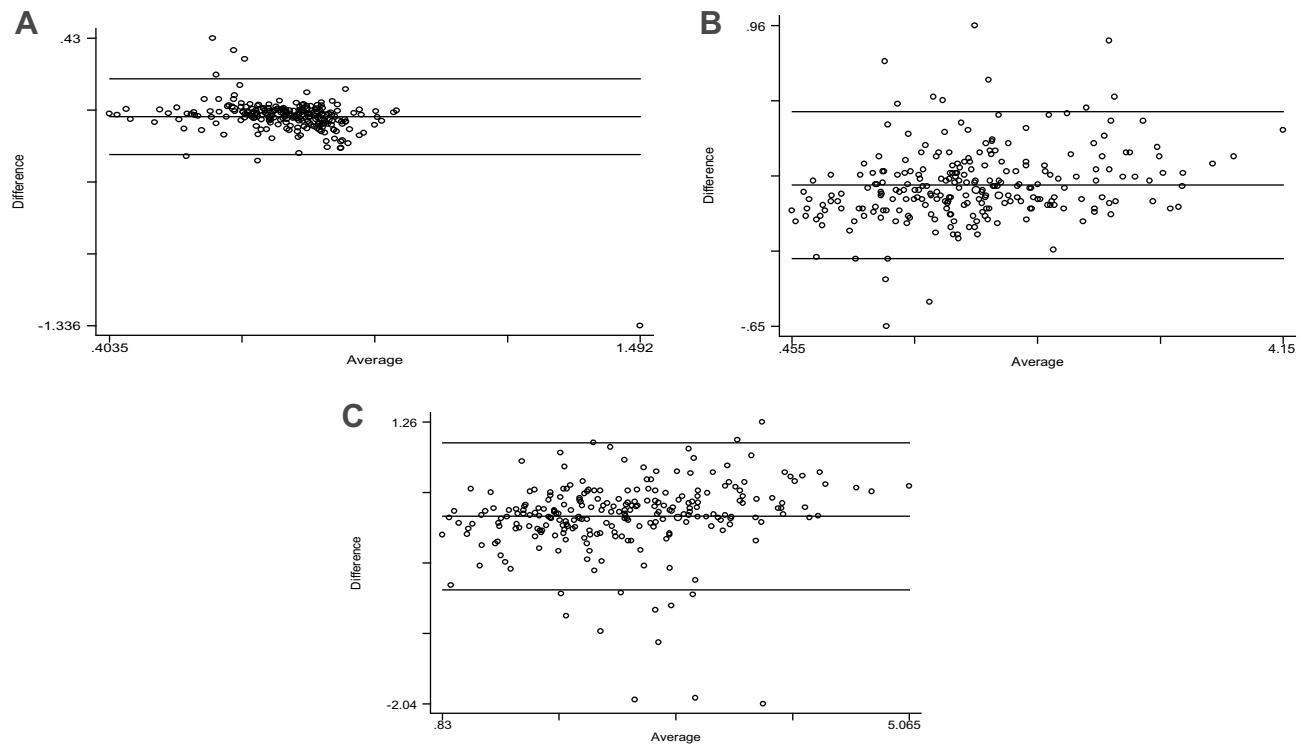 A
.43
Difference
-1.336
.4035
1.492
Average
B
.96
Difference
-.65
.455
4.15
Average
C
1.26
Difference
-2.04
.83
5.065
Average